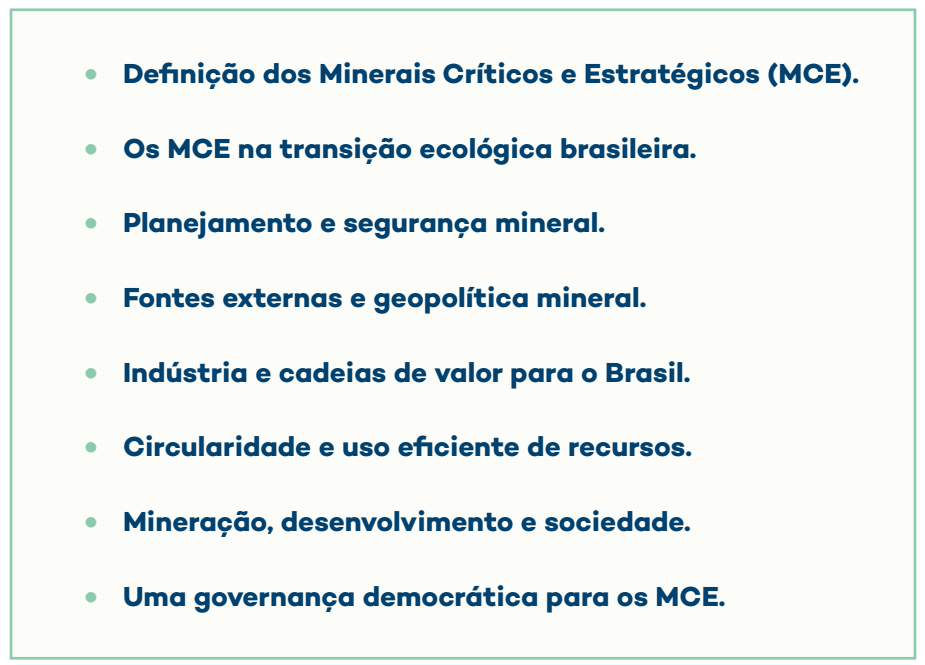 • Definição dos Minerais Críticos e Estratégicos (MCE).
• Os MCE na transição ecológica brasileira.
• Planejamento e segurança mineral.
• Fontes externas e geopolítica mineral.
• Indústria e cadeias de valor para o Brasil.
• Circularidade e uso eficiente de recursos.
• Mineração, desenvolvimento e sociedade.
• Uma governança democrática para os MCE.